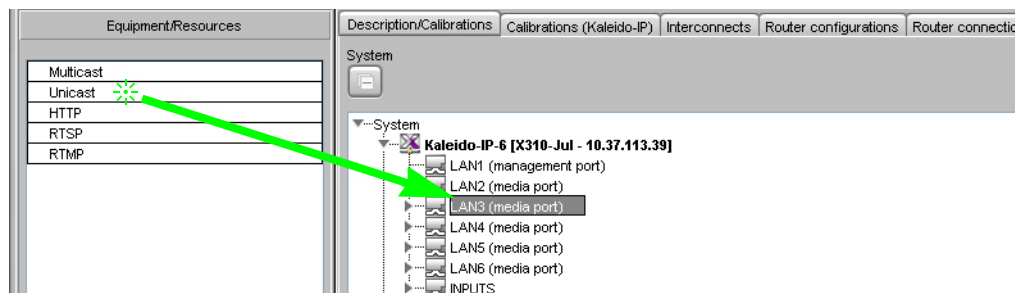 Equipment/Resources
Multicast
Unicast
HTTP
RTSP
RTMP
Description/Calibrations Calibrations (Kaleido-IP) Interconnects Router configurations Router connectio
System
System
Kaleido-IP-6 [X310-Jul - 10.37.113.39]
LAN1 (management port)
LAN2 (media port)
LAN3 (media port)
LAN4 (media port)
LAN5 (media port)
LAN6 (media port)
INPUTS